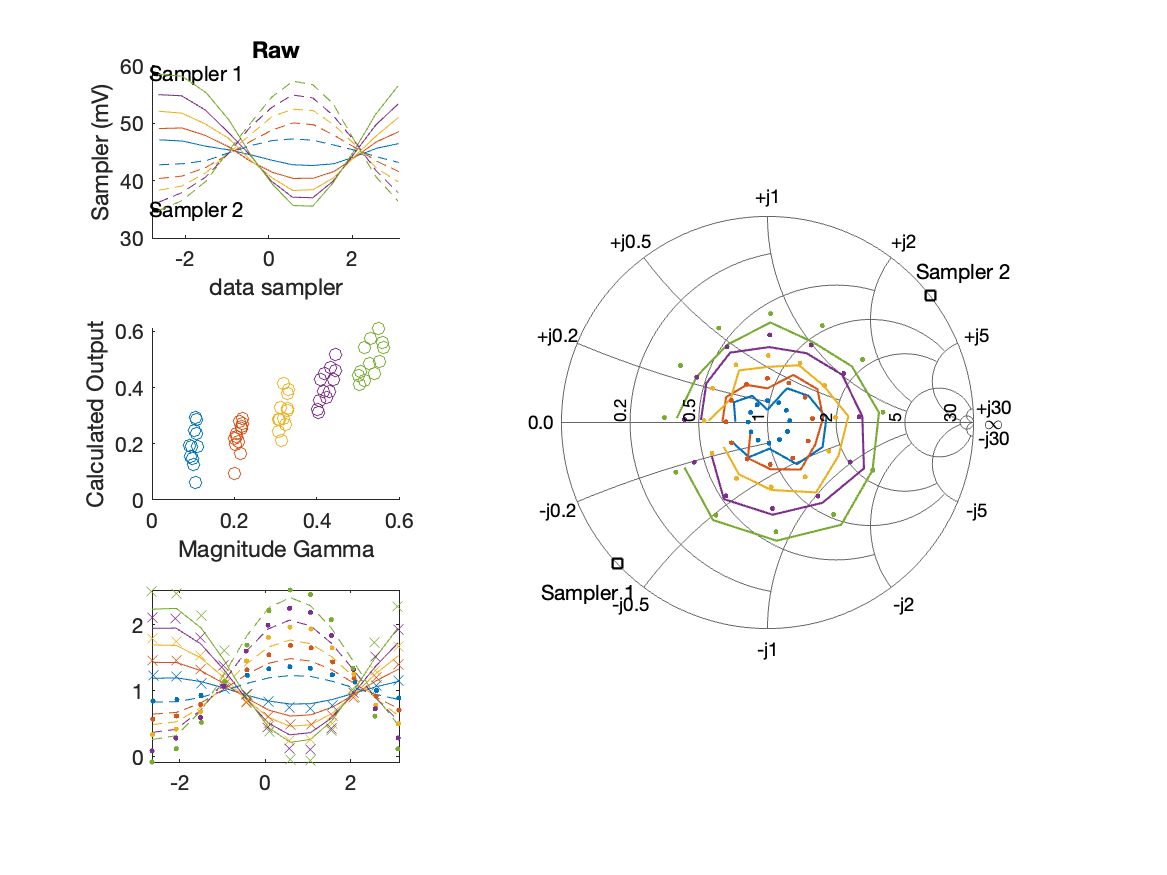 Raw
60
50
40
30
Sampler (mV)
Sampler 1
Sampler 2
-2 0 2
data sampler
0.6
0.4
0.2
0
Calculated Output
0 0.2 0.4 0.6
Magnitude Gamma
2
1
0
-2 0 2
+j1
+j0.5 +j2
Sampler 2
+j0.2 +j5
0.0 0.2 0.5 1 2 5 30 +j30
∞
-j30
-j0.2 -j5
Sampler 1
-j0.5 -j2
-j1